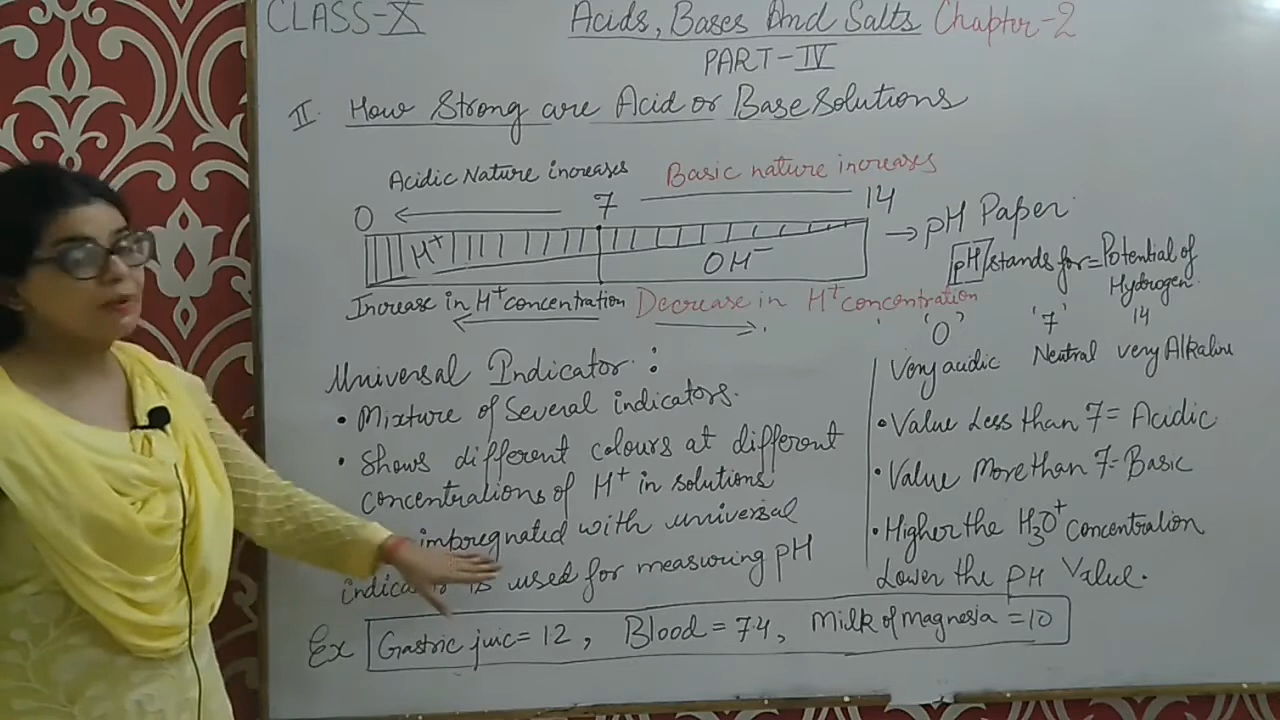 CLASS-X
Acids, Bases And Salts Chapter-2
PART-IV
II. How Strong are Acid or Base Solutions
Acidic Nature increases Basic nature increases
0 7 14
H+ OH-
→ pH Paper
pH stands for = Potential of
Hydrogen
Increase in H+ concentration Decrease in H+ concentration
'0' '7' 14
Very acidic Neutral very Alkaline
Universal Indicator :
• Mixture of Several indicators.
• Shows different colours at different
concentrations of H+ in solutions
impregnated with universal
is used for measuring pH
• Value Less than 7 = Acidic
• Value More than 7 - Basic
• Higher the H3O+ Concentration
Lower the pH Value.
Ex Gastric juic = 12 , Blood = 74, Milk of magnesia = 10